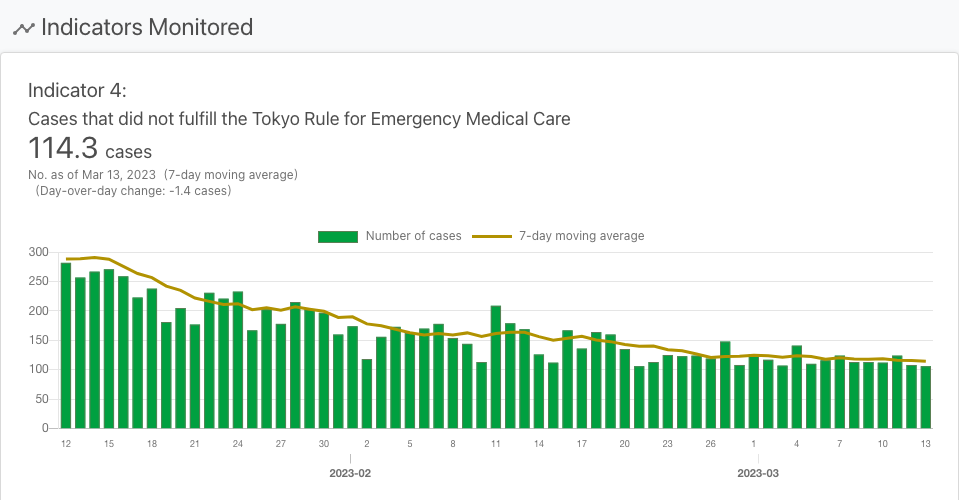 Indicators Monitored
Indicator 4:
Cases that did not fulfill the Tokyo Rule for Emergency Medical Care
114.3 cases
No. as of Mar 13, 2023 (7-day moving average)
(Day-over-day change: -1.4 cases)
Number of cases 7-day moving average
300
250
200
150
100
50
0
12 15 18 21 24 27 30 2 5 8 11 14 17 20 23 26 1 4 7 10 13
2023-02 2023-03